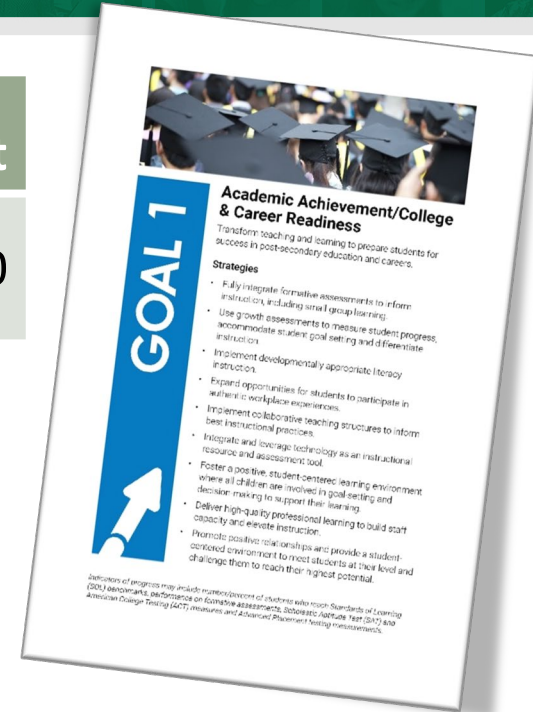 t
0
GOAL 1
Academic Achievement/College
& Career Readiness
Transform teaching and learning to prepare students for
success in post-secondary education and careers.
Strategies
• Fully integrate formative assessments to inform
instruction, including small group learning.
• Use growth assessments to measure student progress,
accommodate student goal setting and differentiate
instruction.
• Implement developmentally appropriate literacy
instruction.
• Expand opportunities for students to participate in
authentic workplace experiences.
• Implement collaborative teaching structures to inform
best instructional practices.
• Integrate and leverage technology as an instructional
resource and assessment tool.
• Foster a positive, student-centered learning environment
where all children are involved in goal-setting and
decision-making to support their learning.
• Deliver high-quality professional learning to build staff
capacity and elevate instruction.
• Promote positive relationships and provide a student-
centered environment to meet students at their level and
challenge them to reach their highest potential.
Indicators of progress may include number/percent of students who reach Standards of Learning
(SOL) benchmarks, performance on formative assessments, Scholastic Aptitude Test (SAT) and
American College Testing (ACT) measures and Advanced Placement testing measurements.